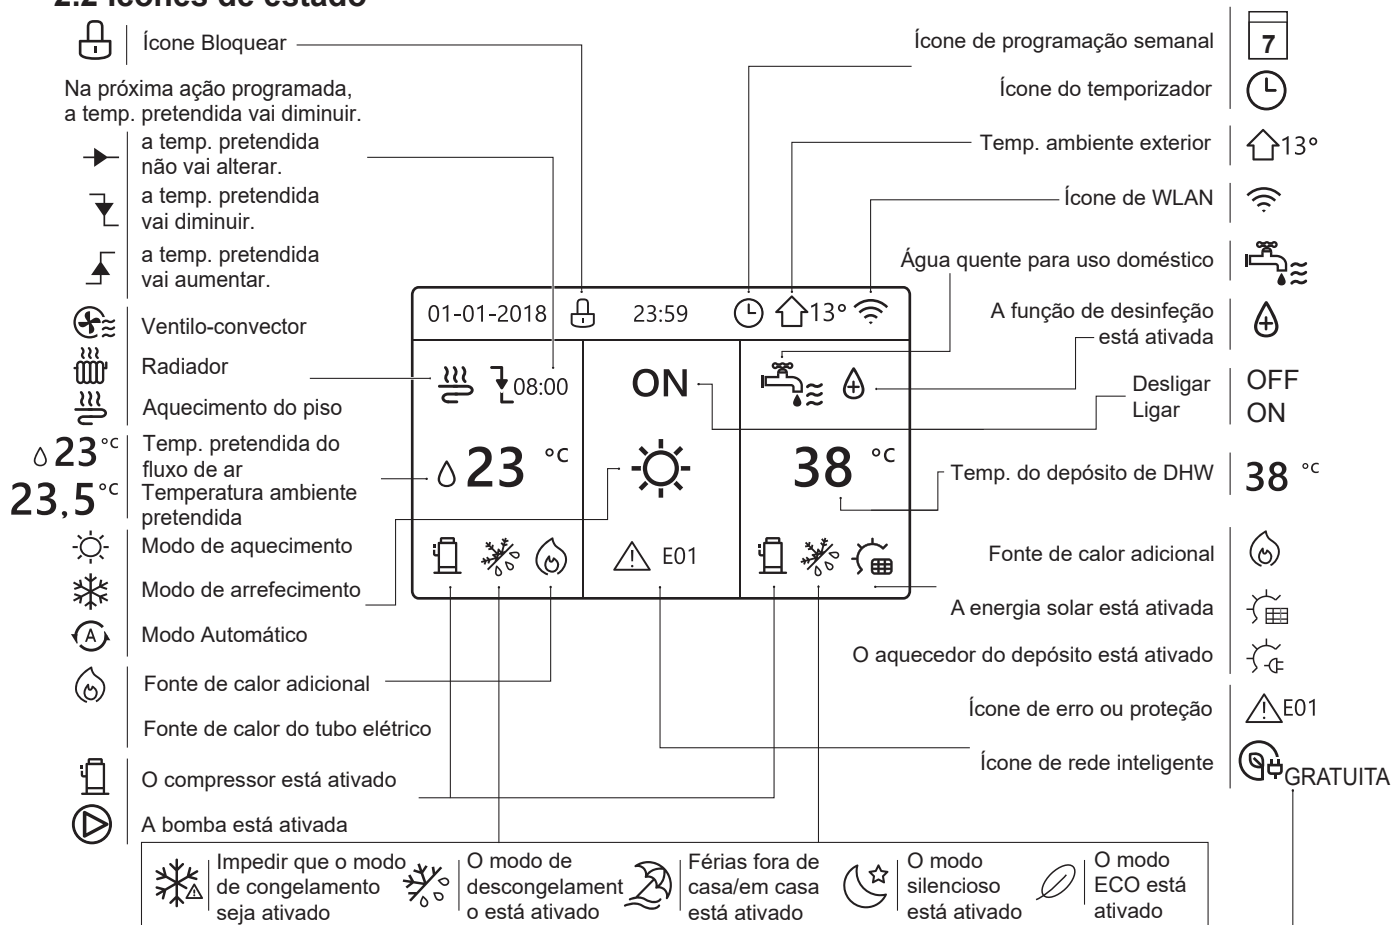 2.2 Ícones de estado
Ícone Bloquear
Na próxima ação programada,
a temp. pretendida vai diminuir.
a temp. pretendida
não vai alterar.
a temp. pretendida
vai diminuir.
a temp. pretendida
vai aumentar.
Ventilo-convector
Radiador
Aquecimento do piso
23 °C
Temp. pretendida do
fluxo de ar
23,5 °C
Temperatura ambiente
pretendida
Modo de aquecimento
Modo de arrefecimento
A
Modo Automático
Fonte de calor adicional
Fonte de calor do tubo elétrico
O compressor está ativado
A bomba está ativada
01-01-2018 23:59 13°
08:00
ON
23 °C
38 °C
E01
Ícone de programação semanal
7
Ícone do temporizador
Temp. ambiente exterior
13°
Ícone de WLAN
Água quente para uso doméstico
A função de desinfeção
está ativada
Desligar OFF
Ligar ON
Temp. do depósito de DHW 38 °C
Fonte de calor adicional
A energia solar está ativada
O aquecedor do depósito está ativado
Ícone de erro ou proteção
E01
Ícone de rede inteligente
GRATUITA
Impedir que o modo
de congelamento
seja ativado
O modo de
descongelament
o está ativado
Férias fora de
casa/em casa
está ativado
O modo
silencioso
está ativado
O modo
ECO está
ativado